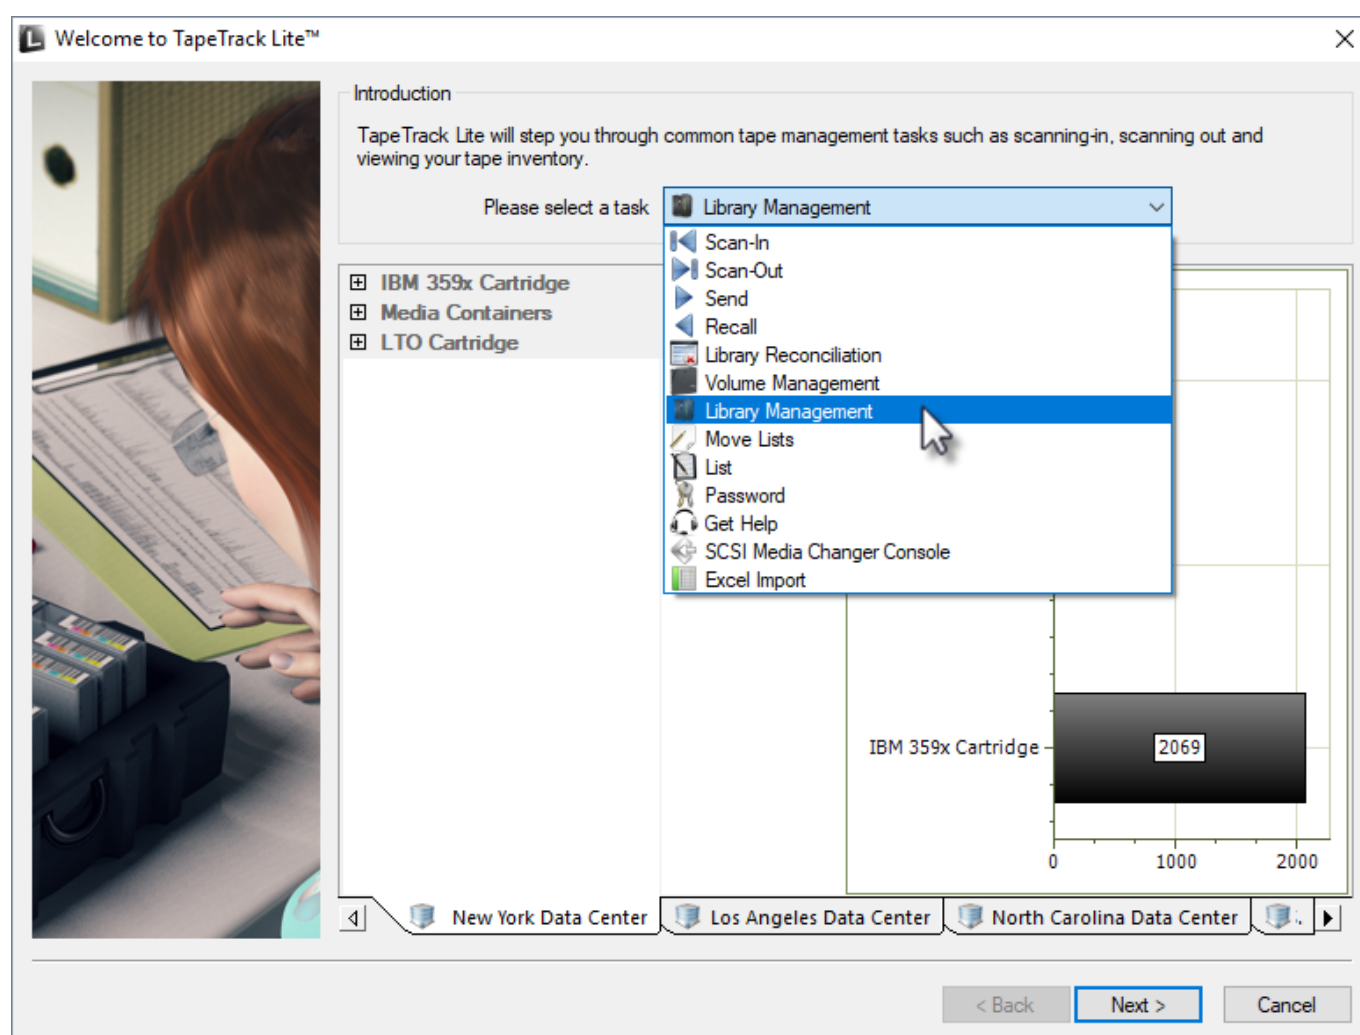 Welcome to TapeTrack Lite™
Introduction
TapeTrack Lite will step you through common tape management tasks such as scanning-in, scanning out and
viewing your tape inventory.
Please select a task
Library Management
Scan-In
Scan-Out
Send
Recall
Library Reconciliation
Volume Management
Library Management
Move Lists
List
Password
Get Help
SCSI Media Changer Console
Excel Import
IBM 359x Cartridge
Media Containers
LTO Cartridge
IBM 359x Cartridge
2069
0 1000 2000
New York Data Center
Los Angeles Data Center
North Carolina Data Center
< Back
Next >
Cancel